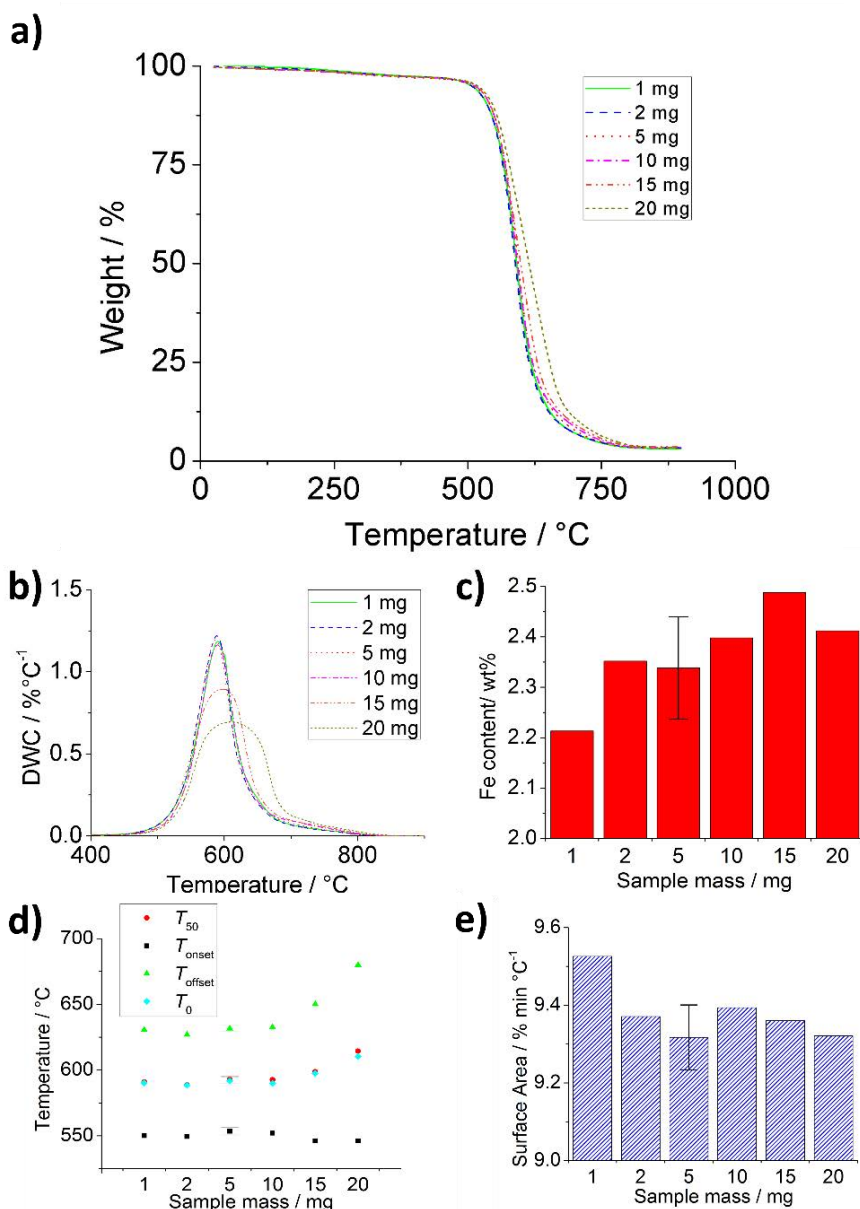 a)
100
75
50
25
0
Weight / %
0 250 500 750 1000
Temperature / °C
1 mg
2 mg
5 mg
10 mg
15 mg
20 mg
b)
1.5
1.0
0.5
0.0
DWC / %°C⁻¹
400 600 800
Temperature / °C
1 mg
2 mg
5 mg
10 mg
15 mg
20 mg
c)
2.5
2.4
2.3
2.2
2.1
2.0
Fe content/ wt%
1 2 5 10 15 20
Sample mass / mg
d)
T50
Tonset
Toffset
T0
700
650
600
550
Temperature / °C
1 2 5 10 15 20
Sample mass / mg
e)
9.6
9.4
9.2
9.0
Surface Area / % min °C⁻¹
1 2 5 10 15 20
Sample mass / mg